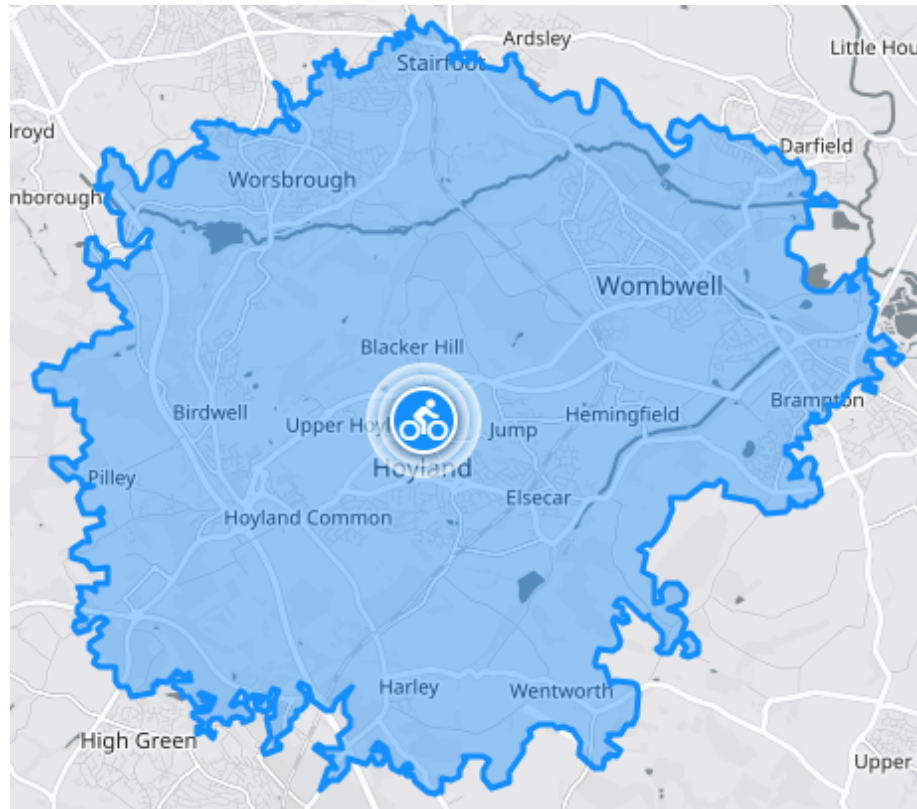 Ardsley
Little Hou
Stairfoot
lroyd
Darfield
Worsbrough
nborough
Wombwell
Blacker Hill
Birdwell
Upper Hoyl
Jump
Hemingfield
Brampton
Hoyland
Pilley
Elsecar
Hoyland Common
Harley
Wentworth
High Green
Upper